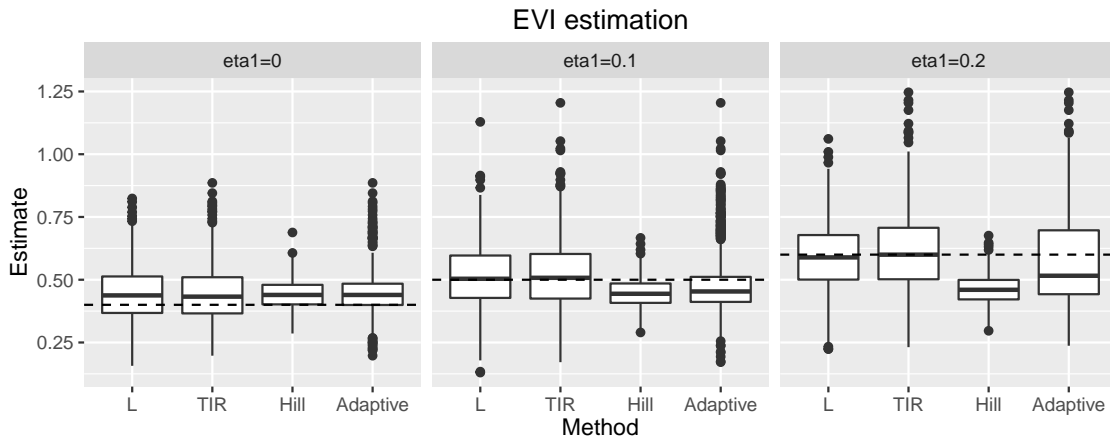 EVI estimation
eta1=0 eta1=0.1 eta1=0.2
1.25
1.00
0.75
0.50
0.25
Estimate
L TIR Hill Adaptive L TIR Hill Adaptive L TIR Hill Adaptive
Method